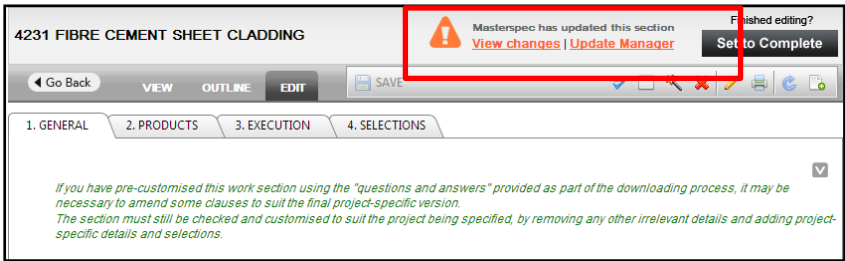 4231 FIBRE CEMENT SHEET CLADDING
Masterspec has updated this section
View changes | Update Manager
Finished editing?
Set to Complete
Go Back
VIEW
OUTLINE
EDIT
SAVE
1. GENERAL
2. PRODUCTS
3. EXECUTION
4. SELECTIONS
If you have pre-customised this work section using the "questions and answers" provided as part of the downloading process, it may be
necessary to amend some clauses to suit the final project-specific version.
The section must still be checked and customised to suit the project being specified, by removing any other irrelevant details and adding project-
specific details and selections.